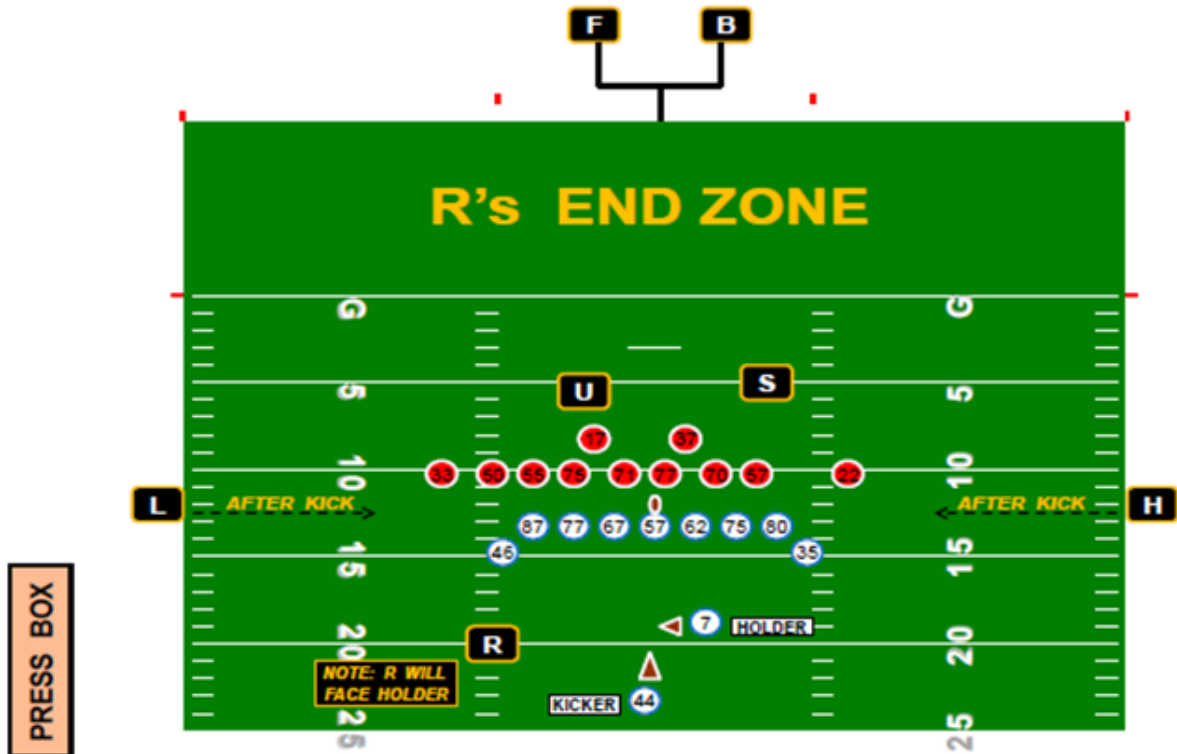 F B
R's END ZONE
G G
U S
5 5
17 37
10 10
33 50 55 75 71 77 70 57 22
L AFTER KICK AFTER KICK H
87 77 67 57 62 75 80
46 35
15 15
7 HOLDER
R
20 20
NOTE: R WILL
FACE HOLDER
KICKER 44
25 25
PRESS BOX